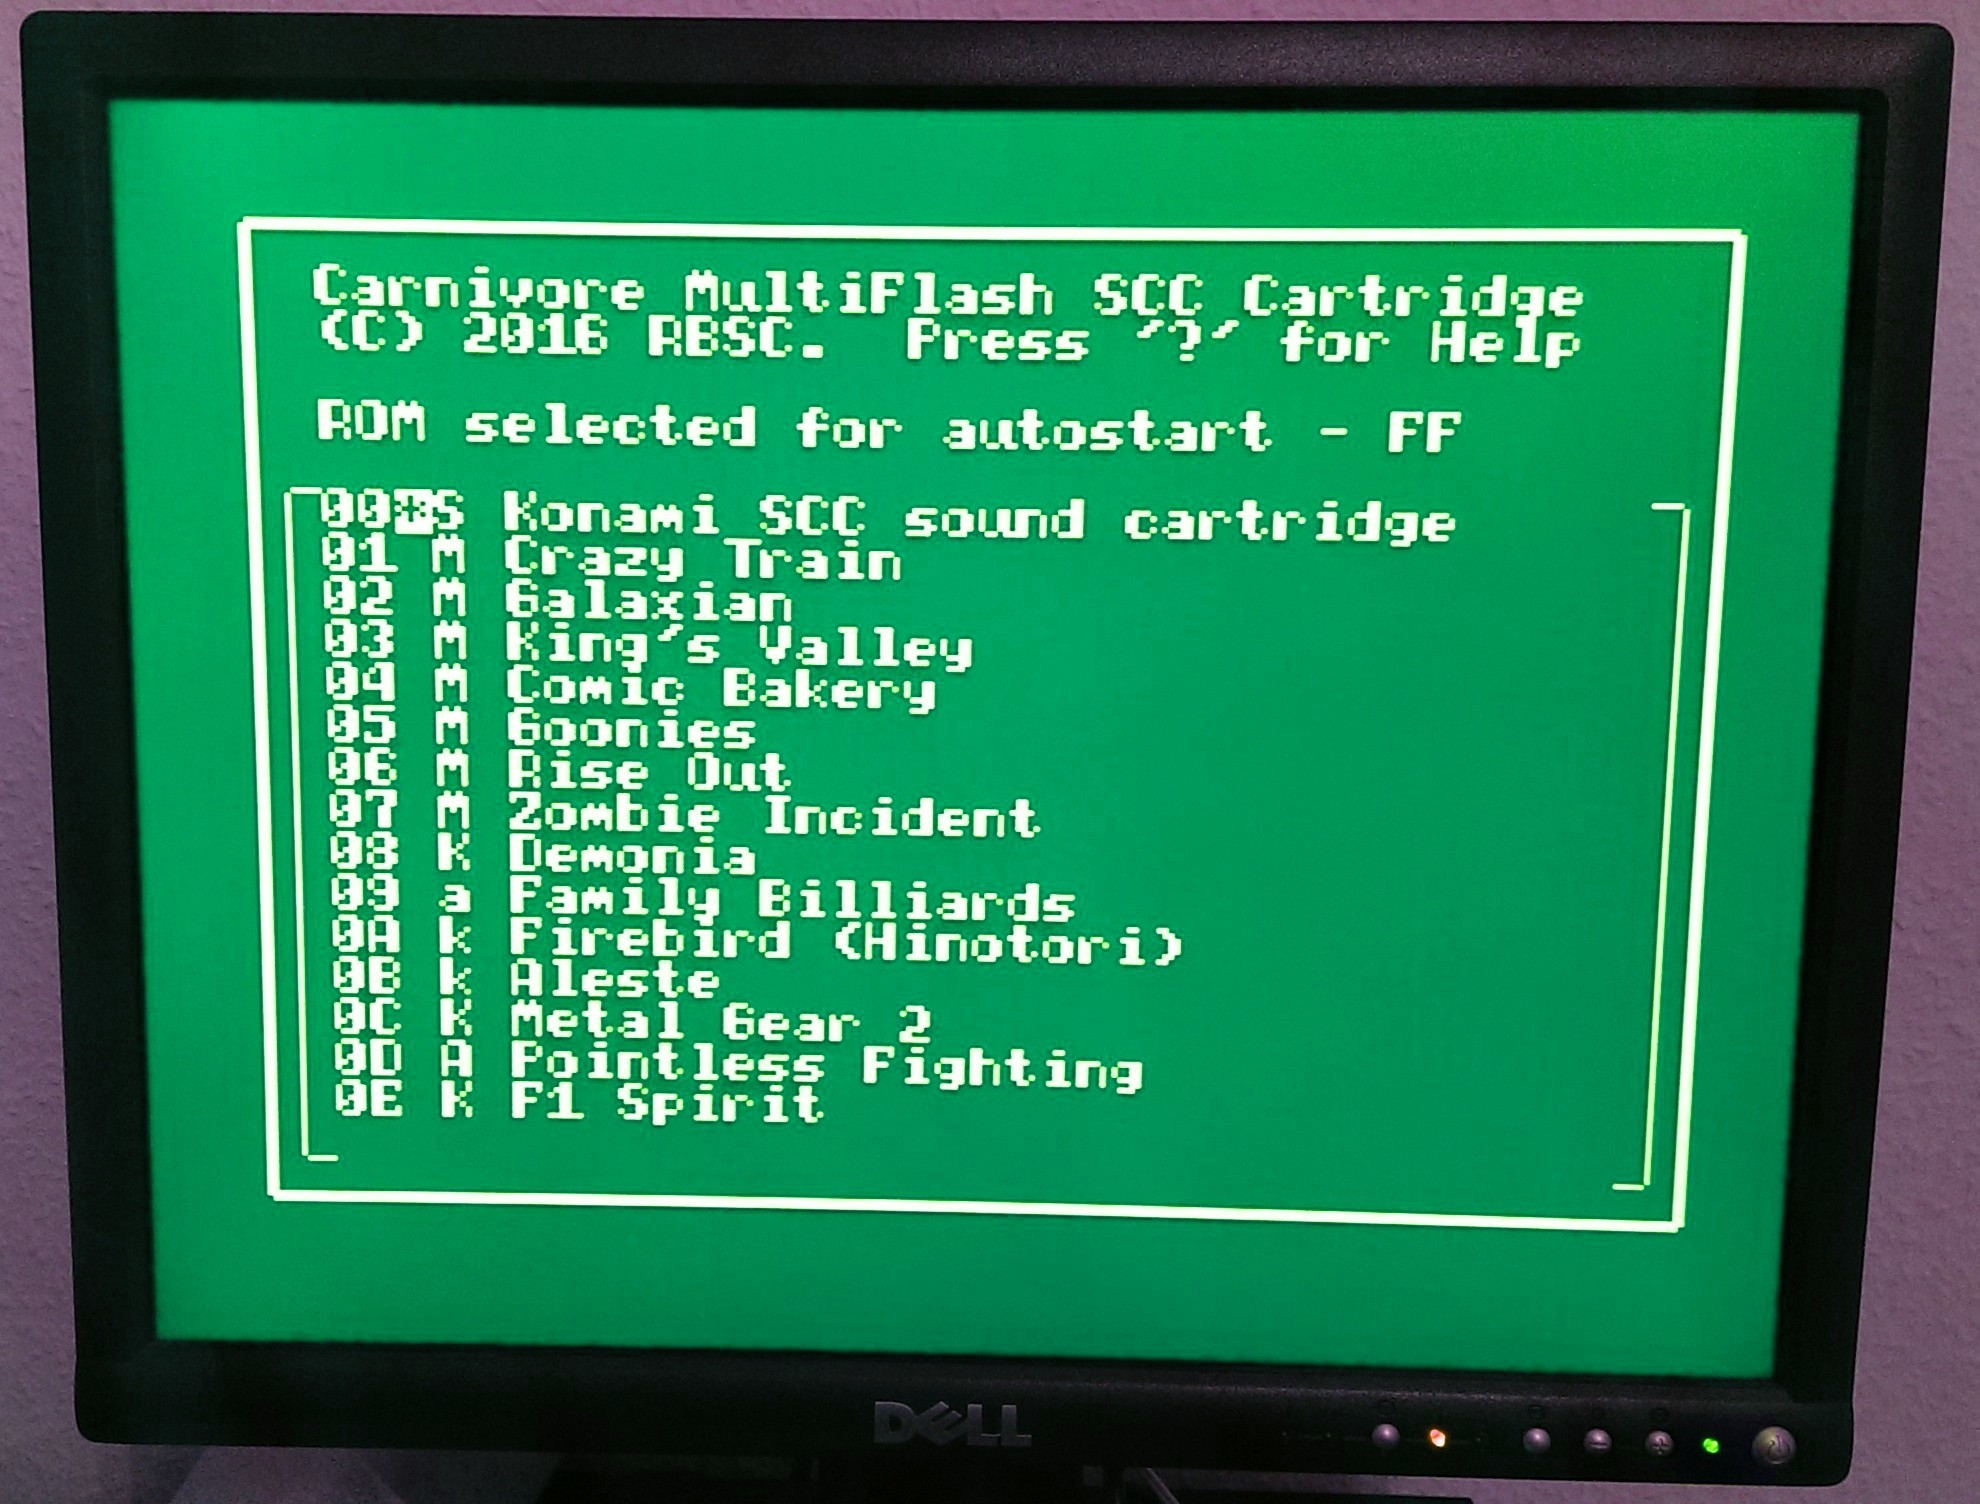 Carnivore MultiFlash SCC Cartridge
(C) 2016 RBSC. Press '?' for Help
ROM selected for autostart - FF
00*S Konami SCC sound cartridge
01 M Crazy Train
02 M Galaxian
03 M King's Valley
04 M Comic Bakery
05 M Goonies
06 M Rise Out
07 M Zombie Incident
08 K Demonia
09 a Family Billiards
0A k Firebird (Hinotori)
0B k Aleste
0C K Metal Gear 2
0D A Pointless Fighting
0E K F1 Spirit
DELL